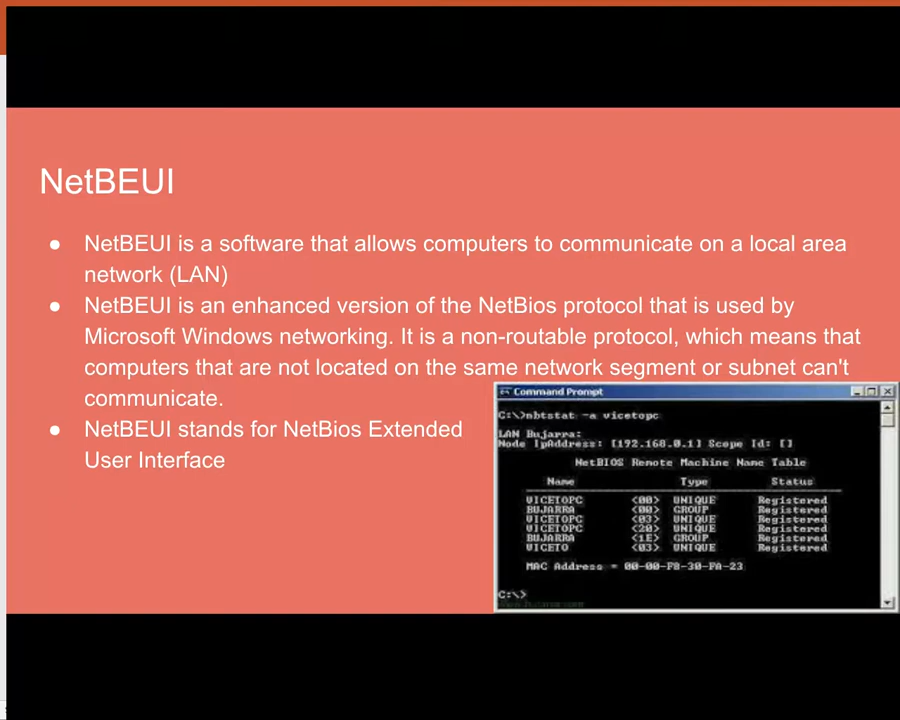 NetBEUI
● NetBEUI is a software that allows computers to communicate on a local area
network (LAN)
● NetBEUI is an enhanced version of the NetBios protocol that is used by
Microsoft Windows networking. It is a non-routable protocol, which means that
computers that are not located on the same network segment or subnet can't
communicate.
● NetBEUI stands for NetBios Extended
User Interface
Command Prompt
C:\>nbtstat -a vicetopc
LAN Bujarra:
Node IpAddress: [192.168.0.1] Scope Id: []
NetBIOS Remote Machine Name Table
Name Type Status
VICETOPC <00> UNIQUE Registered
BUJARRA <00> GROUP Registered
VICETOPC <03> UNIQUE Registered
VICETOPC <20> UNIQUE Registered
BUJARRA <1E> GROUP Registered
VICETO <03> UNIQUE Registered
MAC Address = 00-00-F8-30-FA-23
C:\>